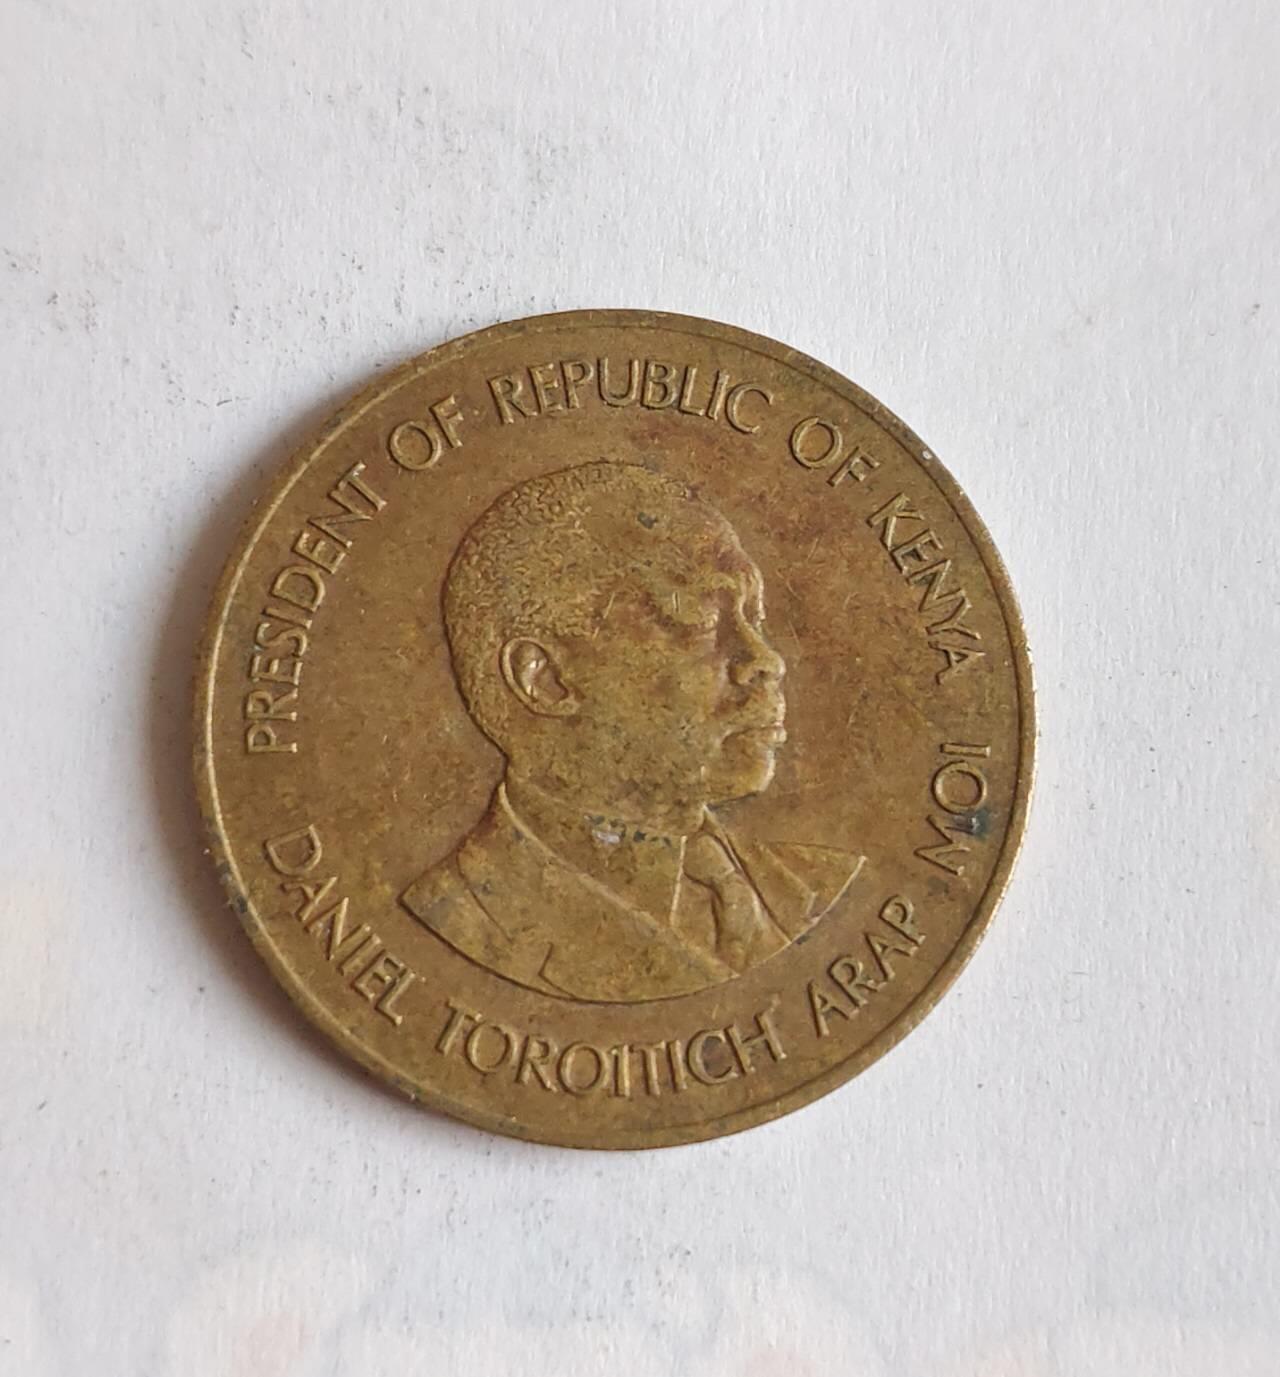 PRESIDENT OF REPUBLIC OF KENYA
DANIEL TOROITICH ARAP MOI